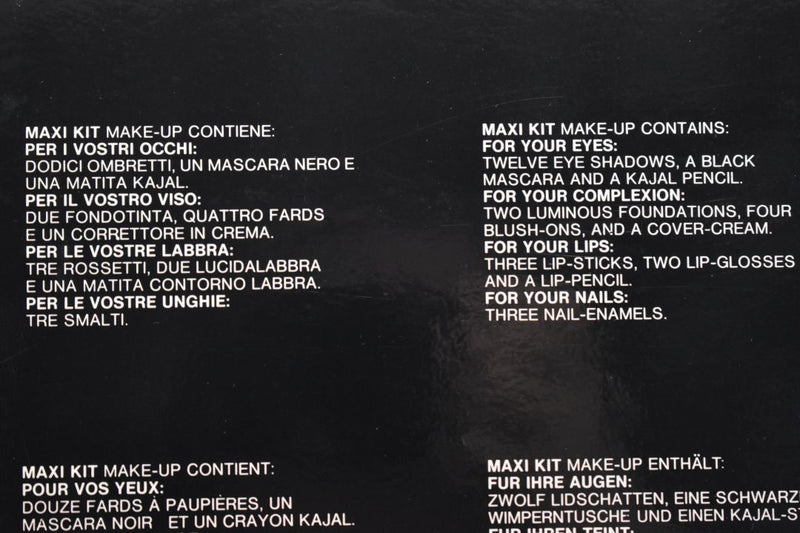 MAXI KIT MAKE-UP CONTIENE:
PER I VOSTRI OCCHI:
DODICI OMBRETTI, UN MASCARA NERO E
UNA MATITA KAJAL.
PER IL VOSTRO VISO:
DUE FONDOTINTA, QUATTRO FARDS
E UN CORRETTORE IN CREMA.
PER LE VOSTRE LABBRA:
TRE ROSSETTI, DUE LUCIDALABBRA
E UNA MATITA CONTORNO LABBRA.
PER LE VOSTRE UNGHIE:
TRE SMALTI.
MAXI KIT MAKE-UP CONTAINS:
FOR YOUR EYES:
TWELVE EYE SHADOWS, A BLACK
MASCARA AND A KAJAL PENCIL.
FOR YOUR COMPLEXION:
TWO LUMINOUS FOUNDATIONS, FOUR
BLUSH-ONS, AND A COVER-CREAM.
FOR YOUR LIPS:
THREE LIP-STICKS, TWO LIP-GLOSSES
AND A LIP-PENCIL.
FOR YOUR NAILS:
THREE NAIL-ENAMELS.
MAXI KIT MAKE-UP CONTIENT:
POUR VOS YEUX:
DOUZE FARDS À PAUPIÈRES, UN
MASCARA NOIR ET UN CRAYON KAJAL.
MAXI KIT MAKE-UP ENTHÄLT:
FUR IHRE AUGEN:
ZWOLF LIDSCHATTEN, EINE SCHWARZ
WIMPERNTUSCHE UND EINEN KAJAL-S
FUR IHREN TEINT: